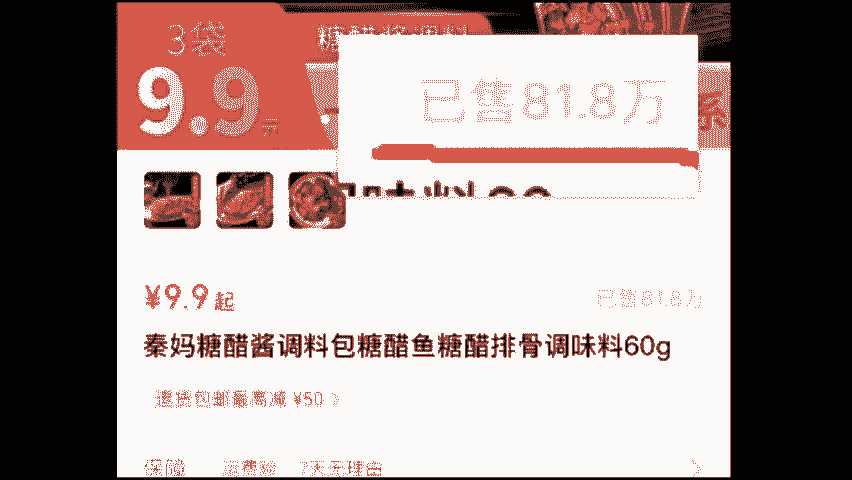 3袋
糖醋酱调料
9.9元
系
已售81.8万
¥9.9起
已售81.8万
秦妈糖醋酱调料包糖醋鱼糖醋排骨调味料60g
退货包邮最高减 ¥50 >
保障 运费险 7天无理由 >